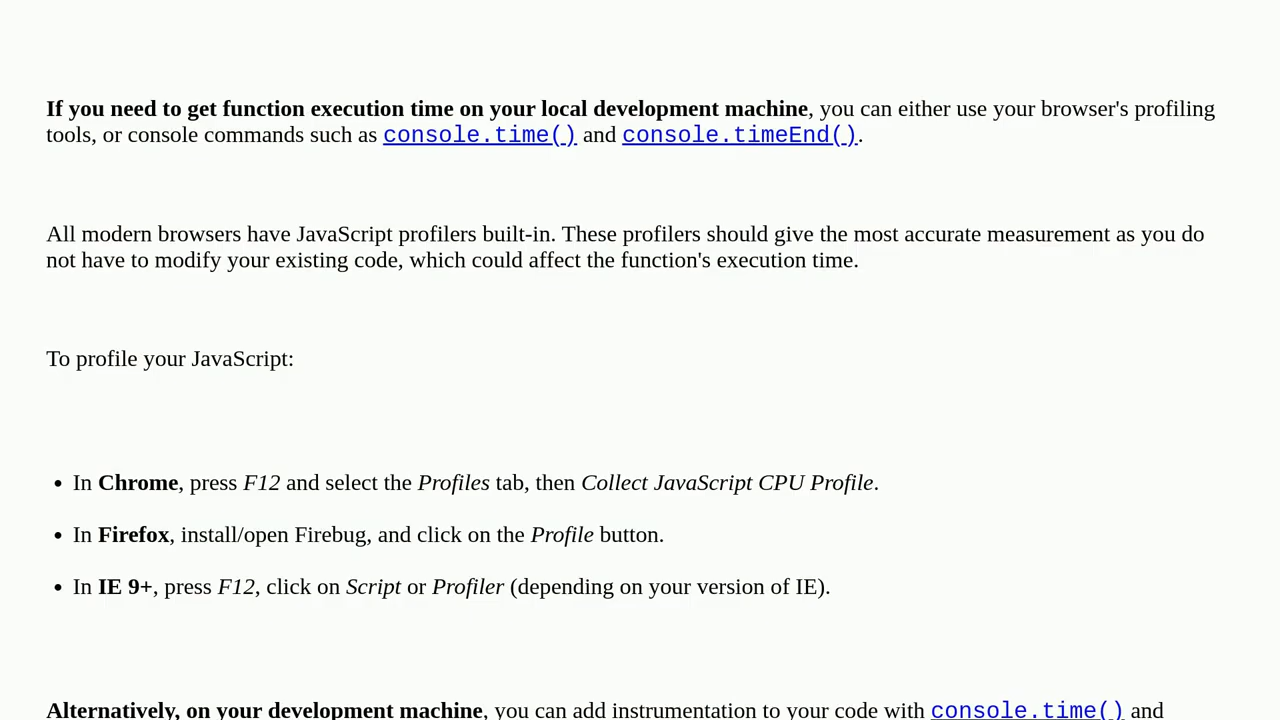 If you need to get function execution time on your local development machine, you can either use your browser's profiling
tools, or console commands such as console.time() and console.timeEnd().
All modern browsers have JavaScript profilers built-in. These profilers should give the most accurate measurement as you do
not have to modify your existing code, which could affect the function's execution time.
To profile your JavaScript:
• In Chrome, press F12 and select the Profiles tab, then Collect JavaScript CPU Profile.
• In Firefox, install/open Firebug, and click on the Profile button.
• In IE 9+, press F12, click on Script or Profiler (depending on your version of IE).
Alternatively, on your development machine, you can add instrumentation to your code with console.time() and